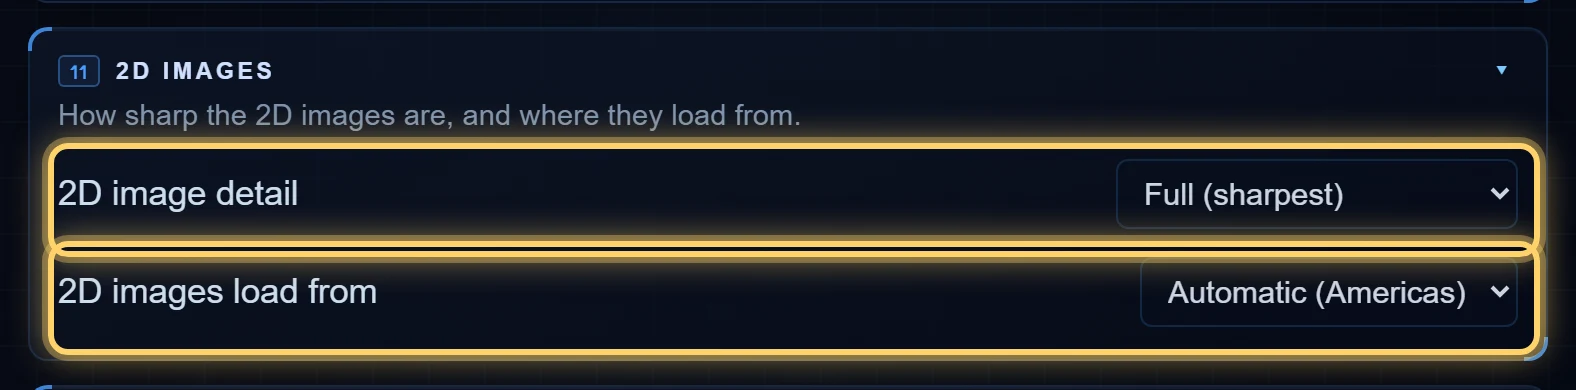 11 2D IMAGES
How sharp the 2D images are, and where they load from.
2D image detail Full (sharpest)
2D images load from Automatic (Americas)